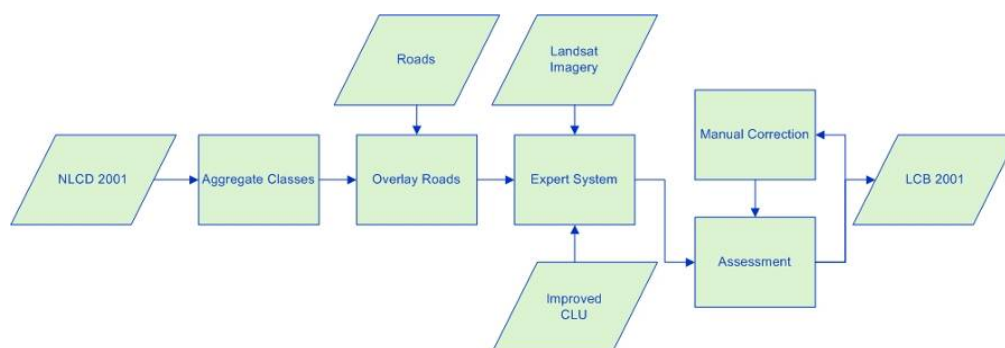 Roads
Landsat
Imagery
Manual Correction
NLCD 2001
Aggregate Classes
Overlay Roads
Expert System
LCB 2001
Assessment
Improved
CLU